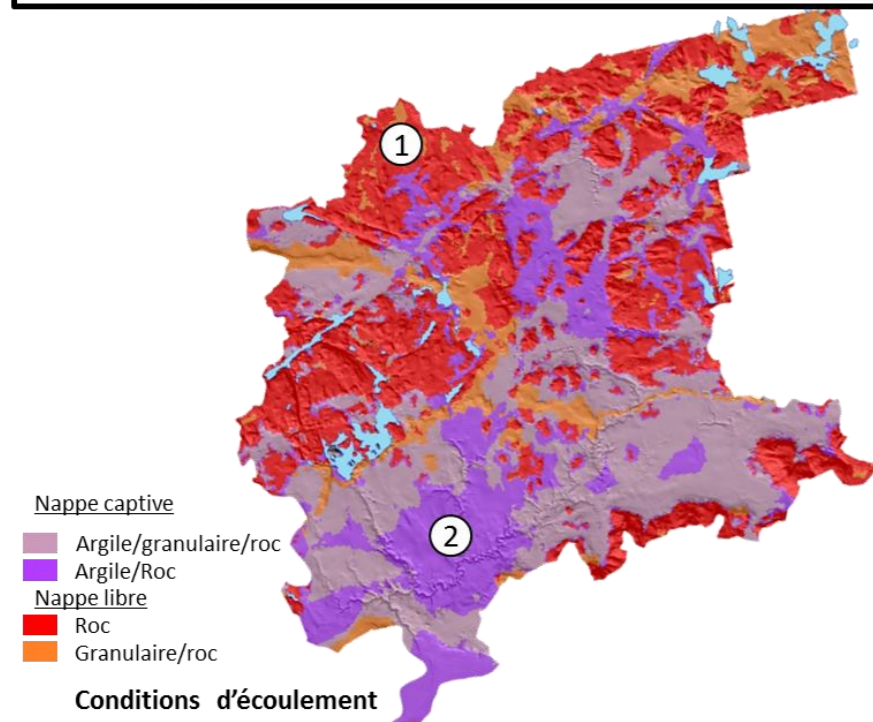 1
2
Nappe captive
Argile/granulaire/roc
Argile/Roc
Nappe libre
Roc
Granulaire/roc
Conditions d'écoulement